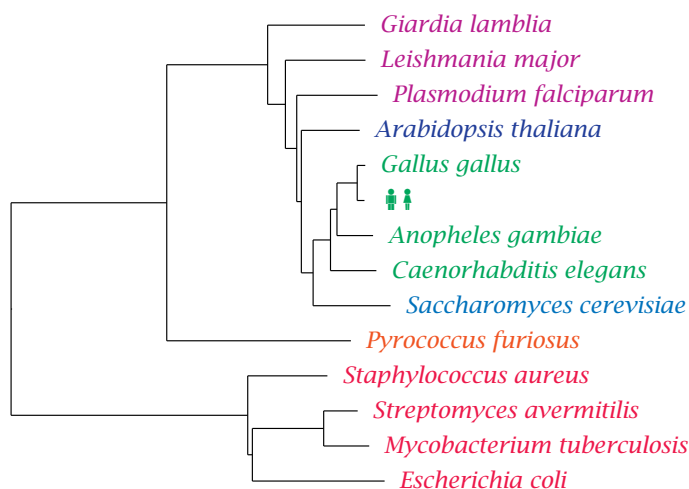 Giardia lamblia
Leishmania major
Plasmodium falciparum
Arabidopsis thaliana
Gallus gallus
Anopheles gambiae
Caenorhabditis elegans
Saccharomyces cerevisiae
Pyrococcus furiosus
Staphylococcus aureus
Streptomyces avermitilis
Mycobacterium tuberculosis
Escherichia coli